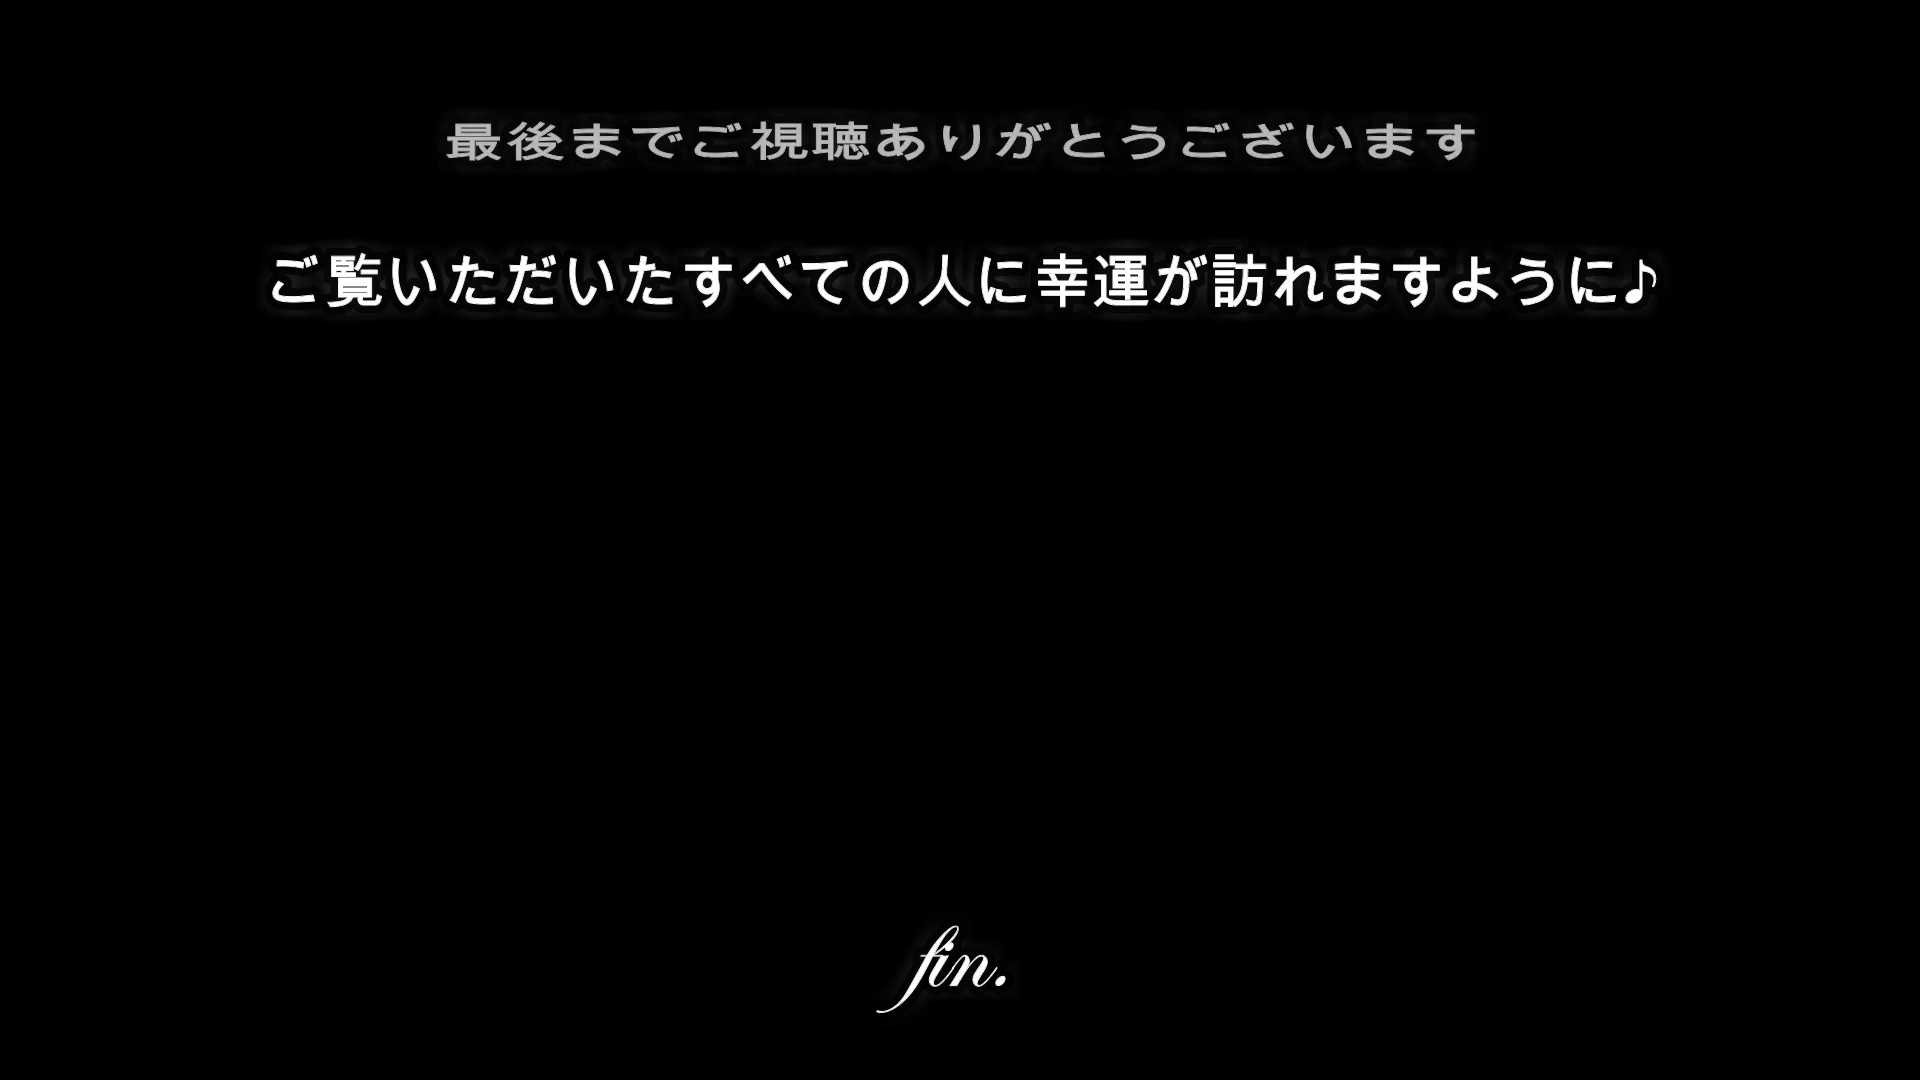 最後までご視聴ありがとうございます
ご覧いただいたすべての人に幸運が訪れますように♪
fin.